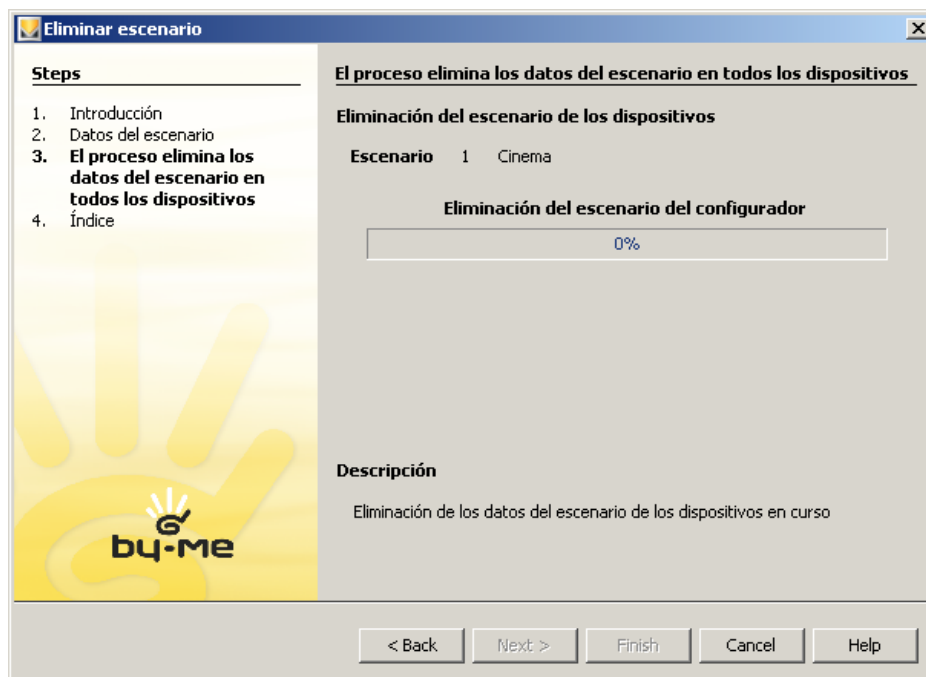 Eliminar escenario
Steps
1. Introducción
2. Datos del escenario
3. El proceso elimina los
datos del escenario en
todos los dispositivos
4. Índice
by-me
El proceso elimina los datos del escenario en todos los dispositivos
Eliminación del escenario de los dispositivos
Escenario 1 Cinema
Eliminación del escenario del configurador
0%
Descripción
Eliminación de los datos del escenario de los dispositivos en curso
< Back Next > Finish Cancel Help